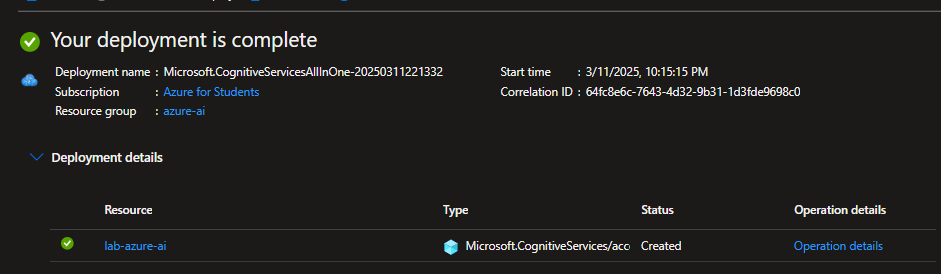 Your deployment is complete
Deployment name : Microsoft.CognitiveServicesAllInOne-20250311221332
Start time : 3/11/2025, 10:15:15 PM
Subscription : Azure for Students
Correlation ID : 64fc8e6c-7643-4d32-9b31-1d3fde9698c0
Resource group : azure-ai
Deployment details
Resource Type Status Operation details
lab-azure-ai Microsoft.CognitiveServices/acco Created Operation details